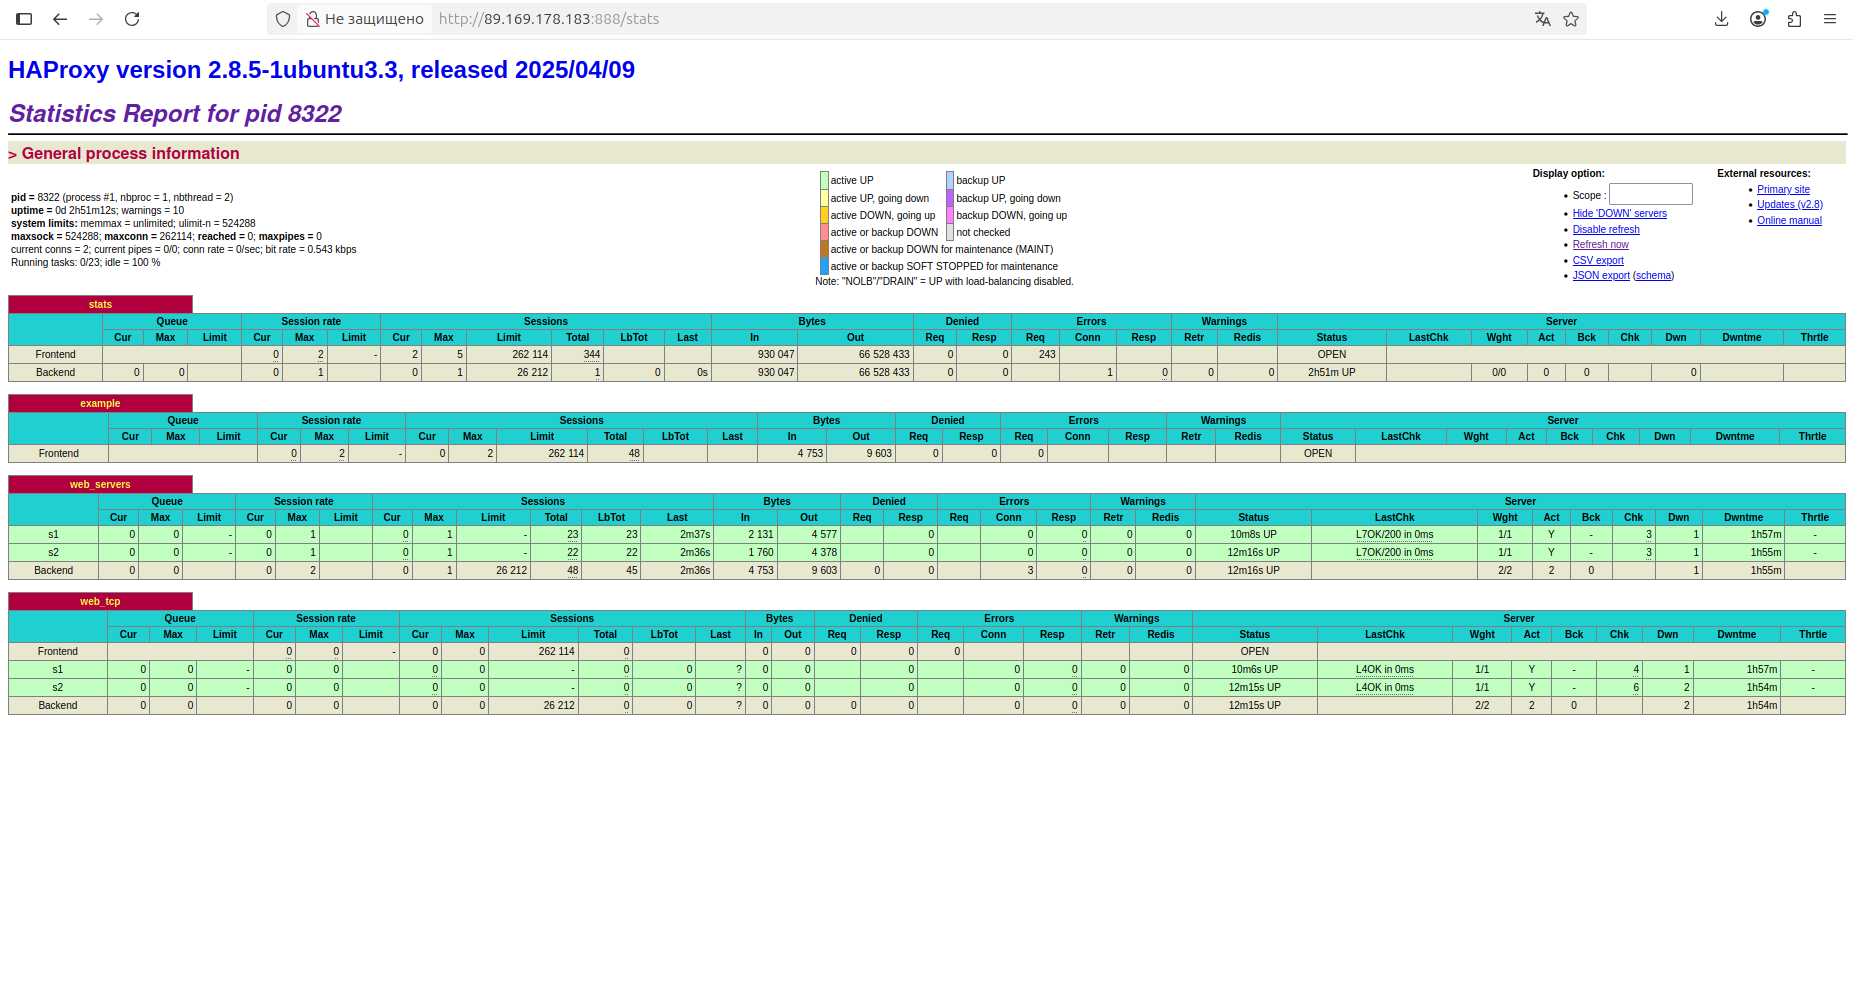 Не защищено http://89.169.178.183:888/stats
HAProxy version 2.8.5-1ubuntu3.3, released 2025/04/09
Statistics Report for pid 8322
> General process information
pid = 8322 (process #1, nbproc = 1, nbthread = 2)
uptime = 0d 2h51m12s; warnings = 10
system limits: memmax = unlimited; ulimit-n = 524288
maxsock = 524288; maxconn = 262114; reached = 0; maxpipes = 0
current conns = 2; current pipes = 0/0; conn rate = 0/sec; bit rate = 0.543 kbps
Running tasks: 0/23; idle = 100 %
active UP backup UP
active UP, going down backup UP, going down
active DOWN, going up backup DOWN, going up
active or backup DOWN not checked
active or backup DOWN for maintenance (MAINT)
active or backup SOFT STOPPED for maintenance
Note: "NOLB"/"DRAIN" = UP with load-balancing disabled.
Display option:
• Scope :
• Hide 'DOWN' servers
• Disable refresh
• Refresh now
• CSV export
• JSON export (schema)
External resources:
• Primary site
• Updates (v2.8)
• Online manual
stats
Queue Session rate Sessions Bytes Denied Errors Warnings Server
Cur Max Limit Cur Max Limit Cur Max Limit Total LbTot Last In Out Req Resp Req Conn Resp Retr Redis Status LastChk Wght Act Bck Chk Dwn Dwntme Thrtle
Frontend 0 2 - 2 5 262 114 344 930 047 66 528 433 0 0 243 OPEN
Backend 0 0 0 1 0 1 26 212 1 0 0s 930 047 66 528 433 0 0 1 0 0 0 2h51m UP 0/0 0 0 0
example
Queue Session rate Sessions Bytes Denied Errors Warnings Server
Cur Max Limit Cur Max Limit Cur Max Limit Total LbTot Last In Out Req Resp Req Conn Resp Retr Redis Status LastChk Wght Act Bck Chk Dwn Dwntme Thrtle
Frontend 0 2 - 0 2 262 114 48 4 753 9 603 0 0 0 OPEN
web_servers
Queue Session rate Sessions Bytes Denied Errors Warnings Server
Cur Max Limit Cur Max Limit Cur Max Limit Total LbTot Last In Out Req Resp Req Conn Resp Retr Redis Status LastChk Wght Act Bck Chk Dwn Dwntme Thrtle
s1 0 0 - 0 1 0 1 - 23 23 2m37s 2 131 4 577 0 0 0 0 0 10m8s UP L7OK/200 in 0ms 1/1 Y - 3 1 1h57m -
s2 0 0 - 0 1 0 1 - 22 22 2m36s 1 760 4 378 0 0 0 0 0 12m16s UP L7OK/200 in 0ms 1/1 Y - 3 1 1h55m -
Backend 0 0 0 2 0 1 26 212 48 45 2m36s 4 753 9 603 0 0 3 0 0 0 12m16s UP 2/2 2 0 1 1h55m
web_tcp
Queue Session rate Sessions Bytes Denied Errors Warnings Server
Cur Max Limit Cur Max Limit Cur Max Limit Total LbTot Last In Out Req Resp Req Conn Resp Retr Redis Status LastChk Wght Act Bck Chk Dwn Dwntme Thrtle
Frontend 0 0 - 0 0 262 114 0 0 0 0 0 0 OPEN
s1 0 0 - 0 0 0 0 - 0 0 ? 0 0 0 0 0 0 0 10m6s UP L4OK in 0ms 1/1 Y - 4 1 1h57m -
s2 0 0 - 0 0 0 0 - 0 0 ? 0 0 0 0 0 0 0 12m15s UP L4OK in 0ms 1/1 Y - 6 2 1h54m -
Backend 0 0 0 0 0 0 26 212 0 0 ? 0 0 0 0 0 0 0 0 12m15s UP 2/2 2 0 2 1h54m